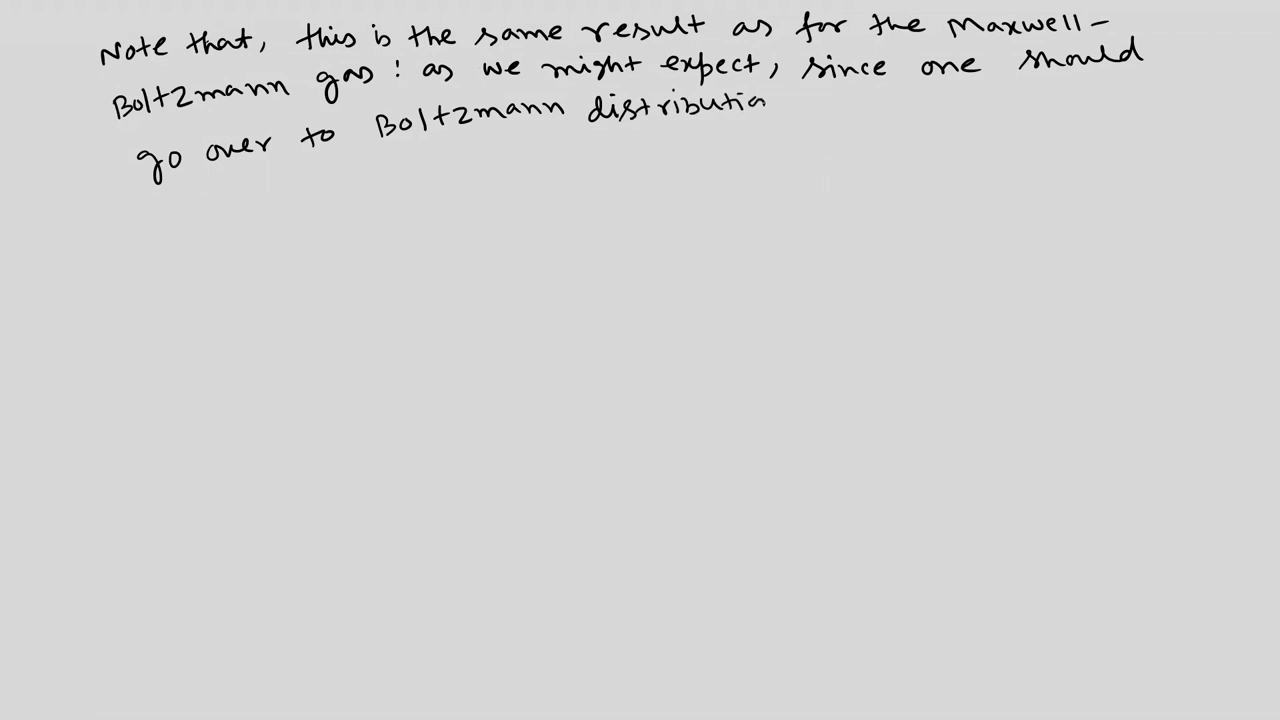 Note that, this is the same result as for the Maxwell-
Boltzmann gas! as we might expect, since one should
go over to Boltzmann distributio